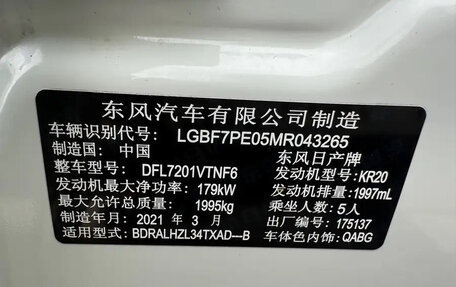 东风汽车有限公司制造
车辆识别代号: LGBF7PE05MR043265
制造国: 中国 东风日产牌
整车型号: DFL7201VTNF6 发动机型号: KR20
发动机最大净功率: 179kW 发动机排量: 1997mL
最大允许总质量: 1995kg 乘坐人数: 5人
制造年月: 2021 年 3 月 出厂编号: 175137
适用型号: BDRALHZL34TXAD---B 车体色内饰: QABG